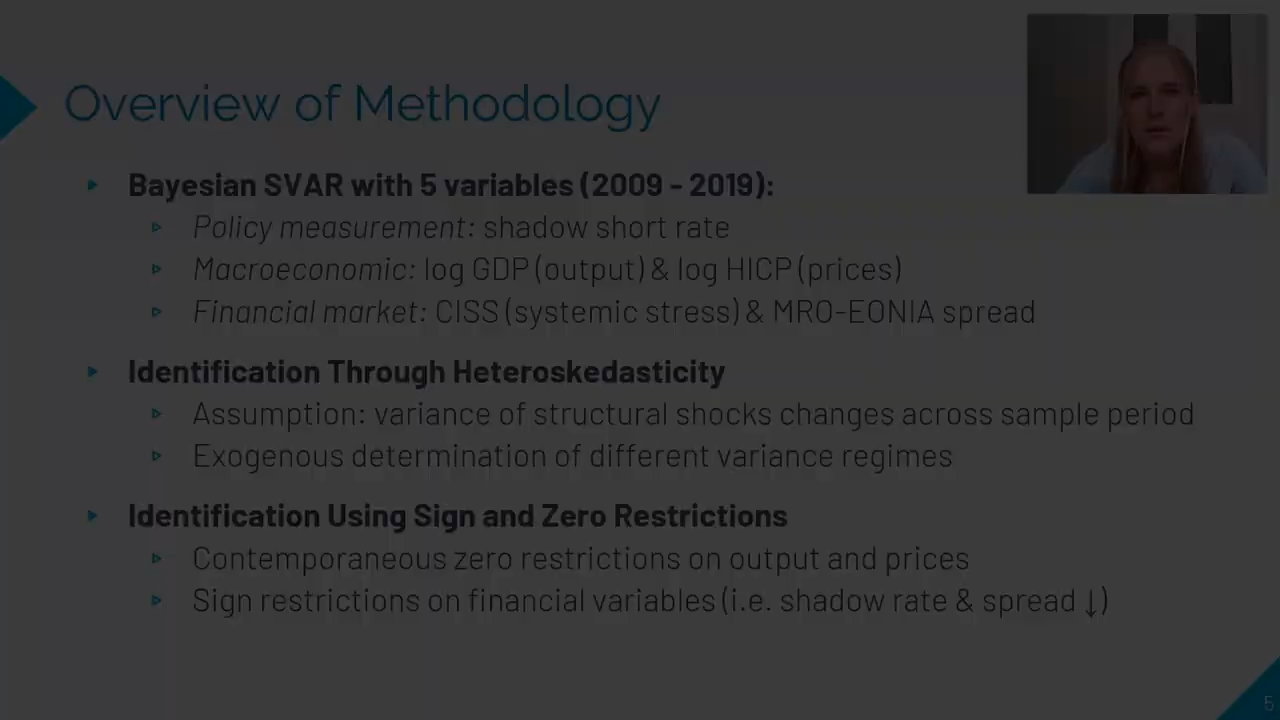 Overview of Methodology
Bayesian SVAR with 5 variables (2009 - 2019):
Policy measurement: shadow short rate
Macroeconomic: log GDP (output) & log HICP (prices)
Financial market: CISS (systemic stress) & MRO-EONIA spread
Identification Through Heteroskedasticity
Assumption: variance of structural shocks changes across sample period
Exogenous determination of different variance regimes
Identification Using Sign and Zero Restrictions
Contemporaneous zero restrictions on output and prices
Sign restrictions on financial variables (i.e. shadow rate & spread ↓)
5